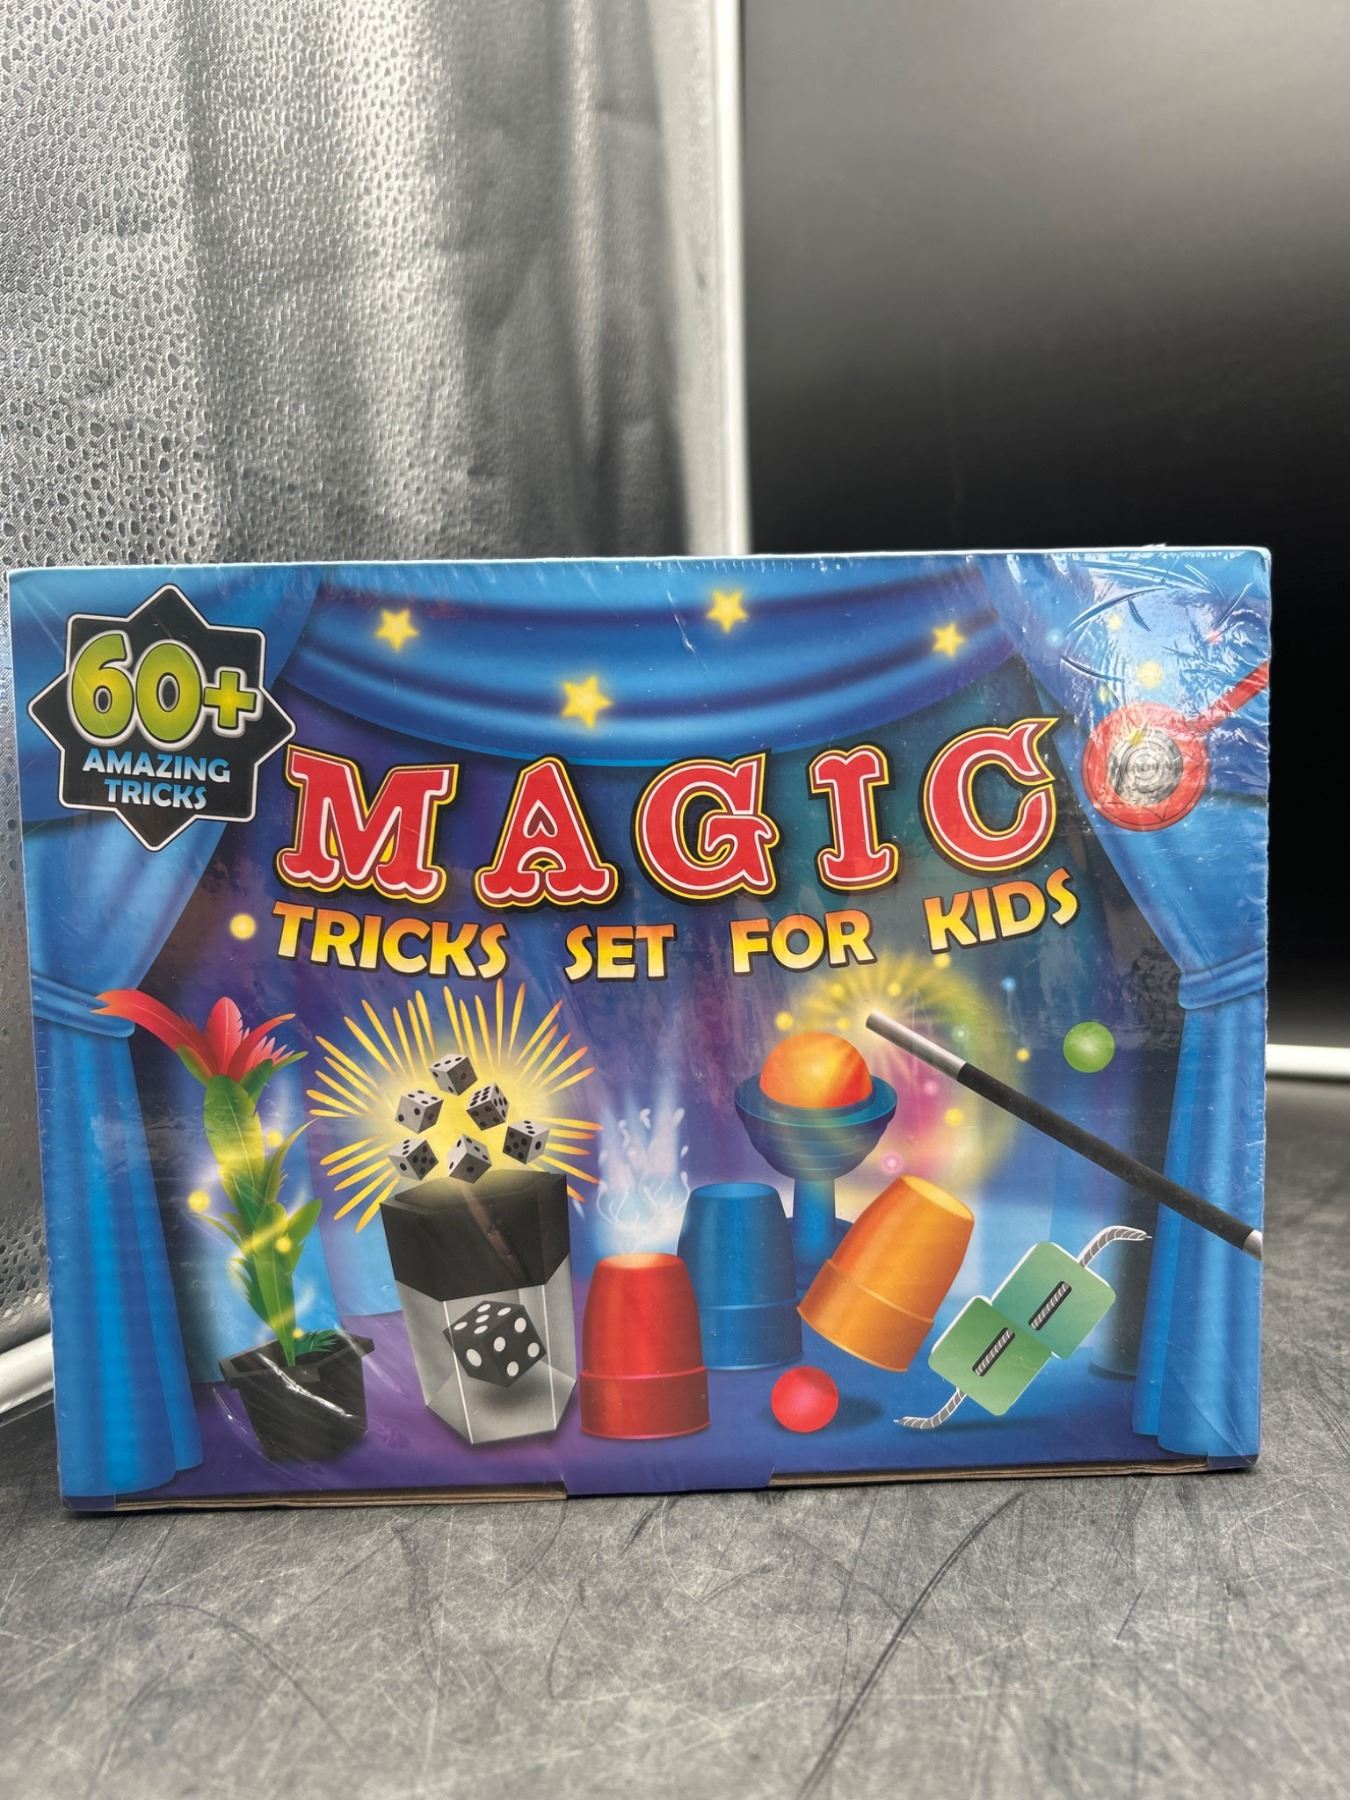 60+
AMAZING
TRICKS
MAGIC
TRICKS SET FOR KIDS